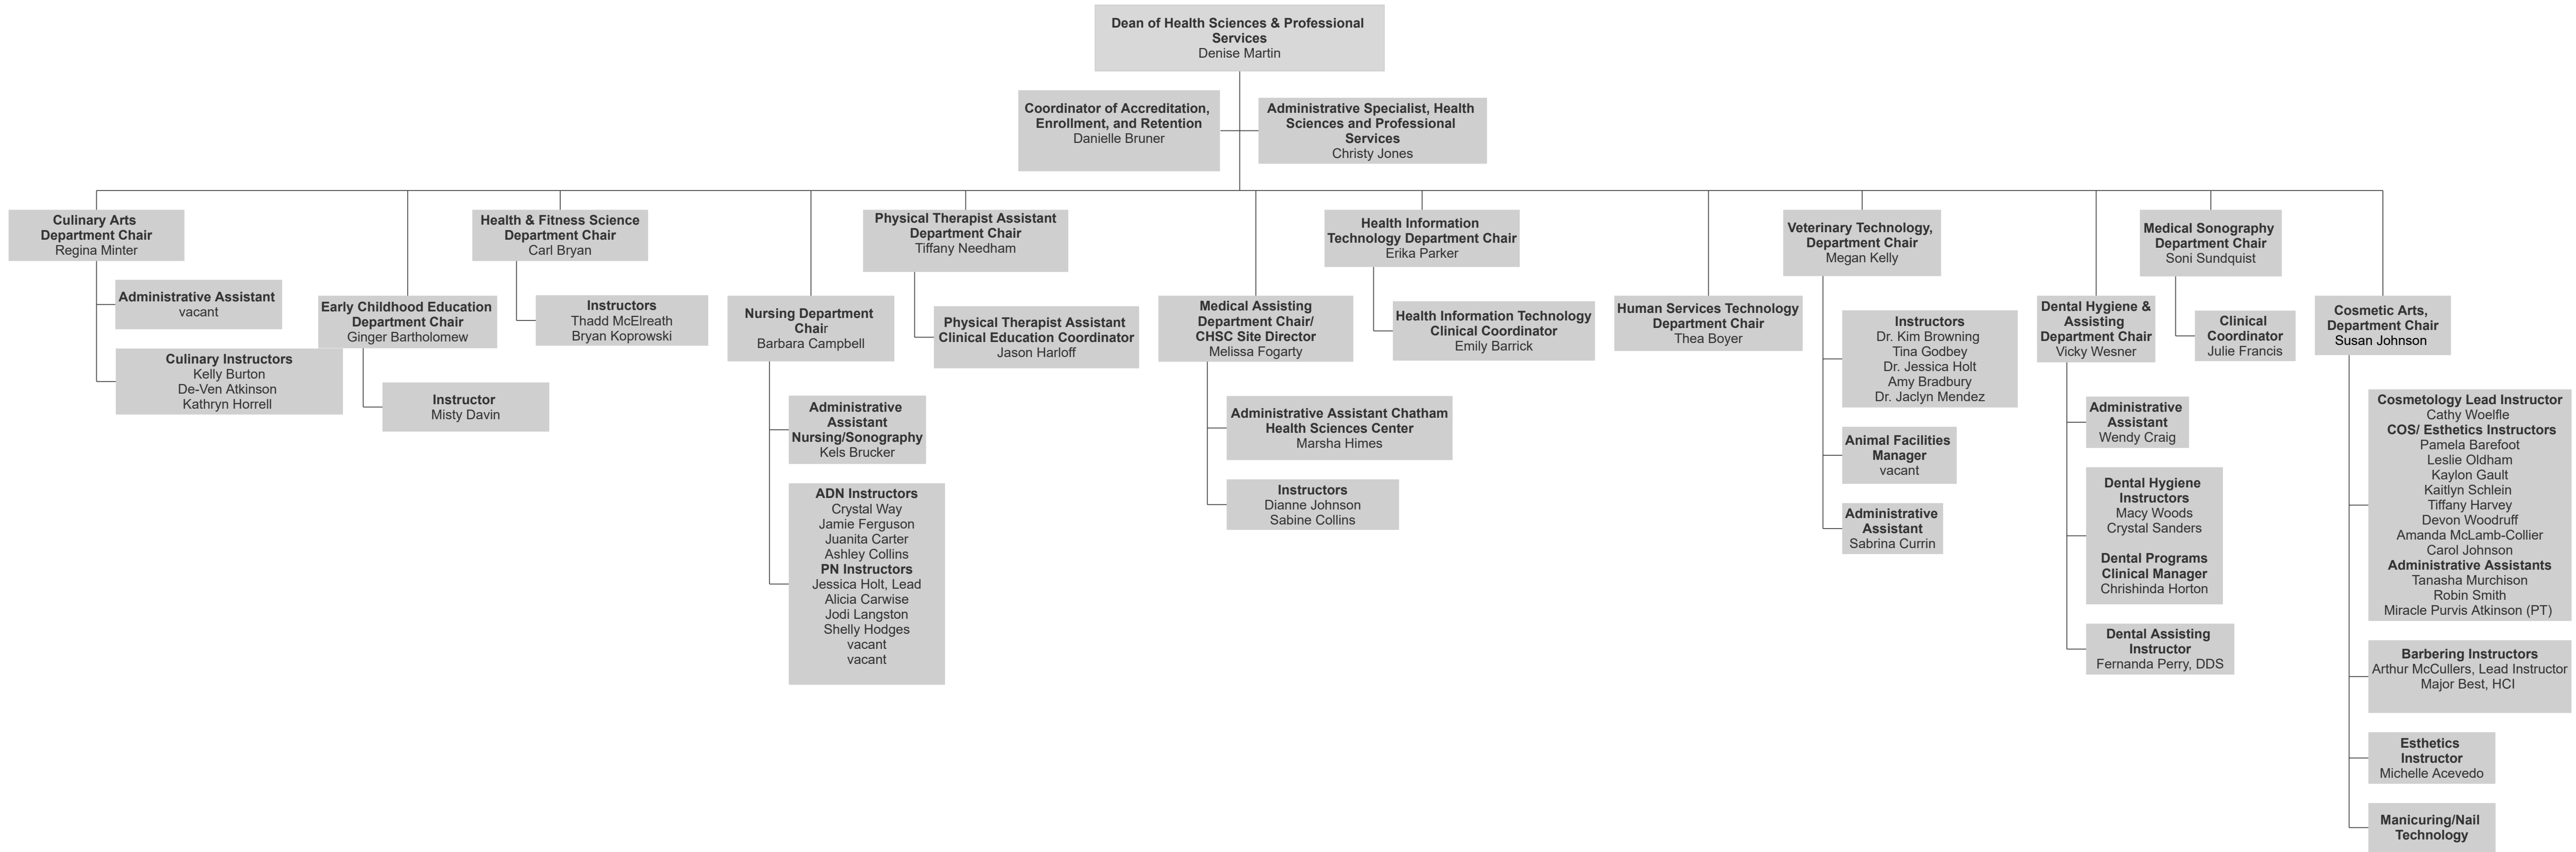 Dean of Health Sciences & Professional
Services
Denise Martin
Coordinator of Accreditation,
Enrollment, and Retention
Danielle Bruner
Administrative Specialist, Health
Sciences and Professional
Services
Christy Jones
Culinary Arts
Department Chair
Regina Minter
Administrative Assistant
vacant
Culinary Instructors
Kelly Burton
De-Ven Atkinson
Kathryn Horrell
Early Childhood Education
Department Chair
Ginger Bartholomew
Instructor
Misty Davin
Health & Fitness Science
Department Chair
Carl Bryan
Instructors
Thadd McElreath
Bryan Koprowski
Nursing Department
Chair
Barbara Campbell
Administrative
Assistant
Nursing/Sonography
Kels Brucker
ADN Instructors
Crystal Way
Jamie Ferguson
Juanita Carter
Ashley Collins
PN Instructors
Jessica Holt, Lead
Alicia Carwise
Jodi Langston
Shelly Hodges
vacant
vacant
Physical Therapist Assistant
Department Chair
Tiffany Needham
Physical Therapist Assistant
Clinical Education Coordinator
Jason Harloff
Medical Assisting
Department Chair/
CHSC Site Director
Melissa Fogarty
Administrative Assistant Chatham
Health Sciences Center
Marsha Himes
Instructors
Dianne Johnson
Sabine Collins
Health Information
Technology Department Chair
Erika Parker
Health Information Technology
Clinical Coordinator
Emily Barrick
Human Services Technology
Department Chair
Thea Boyer
Veterinary Technology,
Department Chair
Megan Kelly
Instructors
Dr. Kim Browning
Tina Godbey
Dr. Jessica Holt
Amy Bradbury
Dr. Jaclyn Mendez
Animal Facilities
Manager
vacant
Administrative
Assistant
Sabrina Currin
Dental Hygiene &
Assisting
Department Chair
Vicky Wesner
Administrative
Assistant
Wendy Craig
Dental Hygiene
Instructors
Macy Woods
Crystal Sanders
Dental Programs
Clinical Manager
Chrishinda Horton
Dental Assisting
Instructor
Fernanda Perry, DDS
Medical Sonography
Department Chair
Soni Sundquist
Clinical
Coordinator
Julie Francis
Cosmetic Arts,
Department Chair
Susan Johnson
Cosmetology Lead Instructor
Cathy Woelfle
COS/ Esthetics Instructors
Pamela Barefoot
Leslie Oldham
Kaylon Gault
Kaitlyn Schlein
Tiffany Harvey
Devon Woodruff
Amanda McLamb-Collier
Carol Johnson
Administrative Assistants
Tanasha Murchison
Robin Smith
Miracle Purvis Atkinson (PT)
Barbering Instructors
Arthur McCullers, Lead Instructor
Major Best, HCI
Esthetics
Instructor
Michelle Acevedo
Manicuring/Nail
Technology